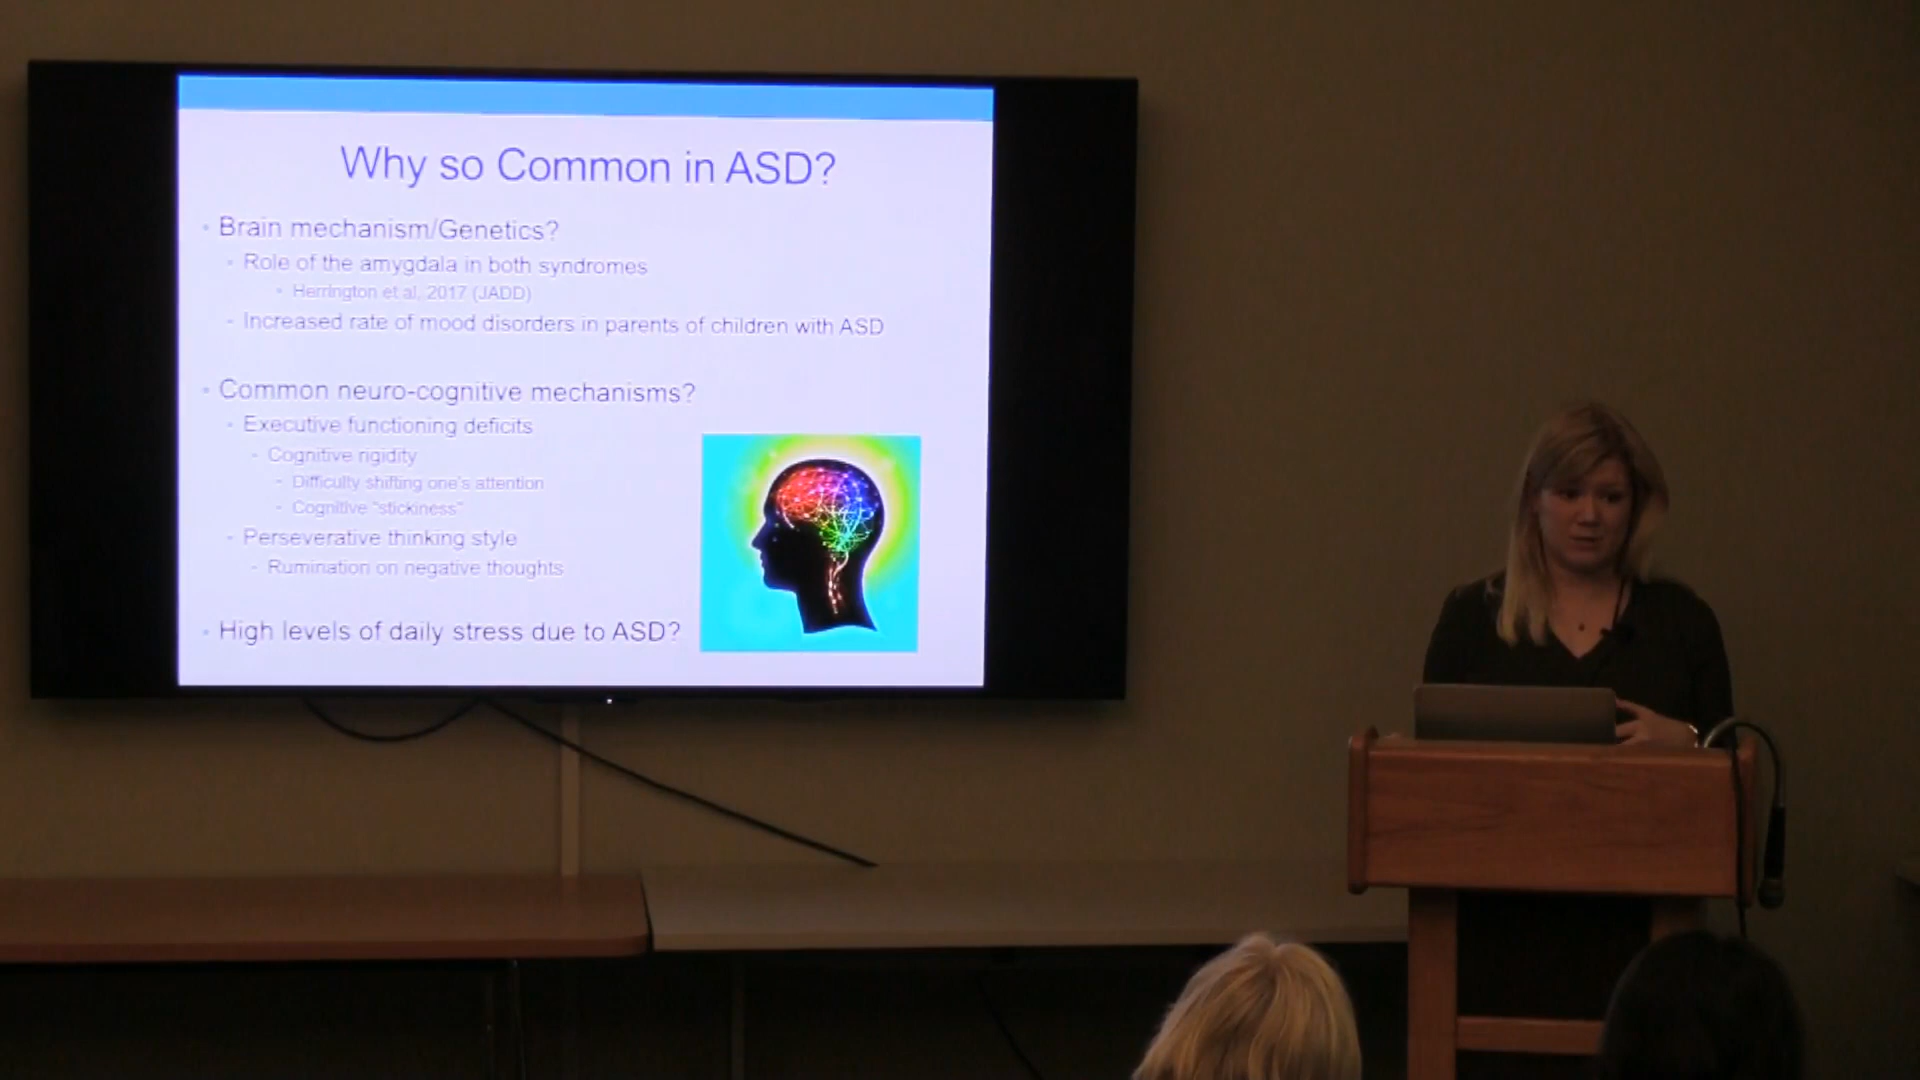 Why so Common in ASD?
• Brain mechanism/Genetics?
• Role of the amygdala in both syndromes
• Herrington et al, 2017 (JADD)
• Increased rate of mood disorders in parents of children with ASD
• Common neuro-cognitive mechanisms?
• Executive functioning deficits
• Cognitive rigidity
• Difficulty shifting one's attention
• Cognitive "stickiness"
• Perseverative thinking style
• Rumination on negative thoughts
• High levels of daily stress due to ASD?